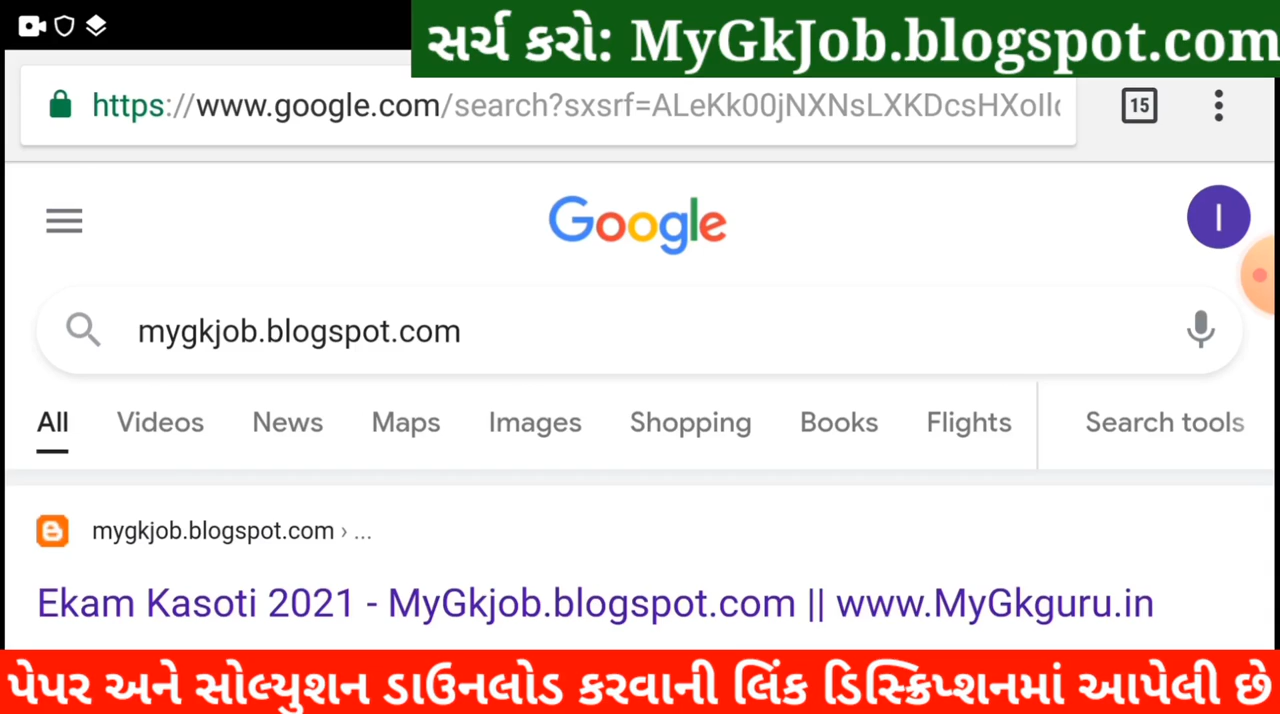 સર્ચ કરો: MyGkJob.blogspot.com
https://www.google.com/search?sxsrf=ALeKk00jNXNsLXKDcsHXoIlc
15
Google
I
mygkjob.blogspot.com
All Videos News Maps Images Shopping Books Flights Search tools
mygkjob.blogspot.com › ...
Ekam Kasoti 2021 - MyGkjob.blogspot.com || www.MyGkguru.in
પેપર અને સોલ્યુશન ડાઉનલોડ કરવાની લિંક ડિસ્ક્રિપ્શનમાં આપેલી છે